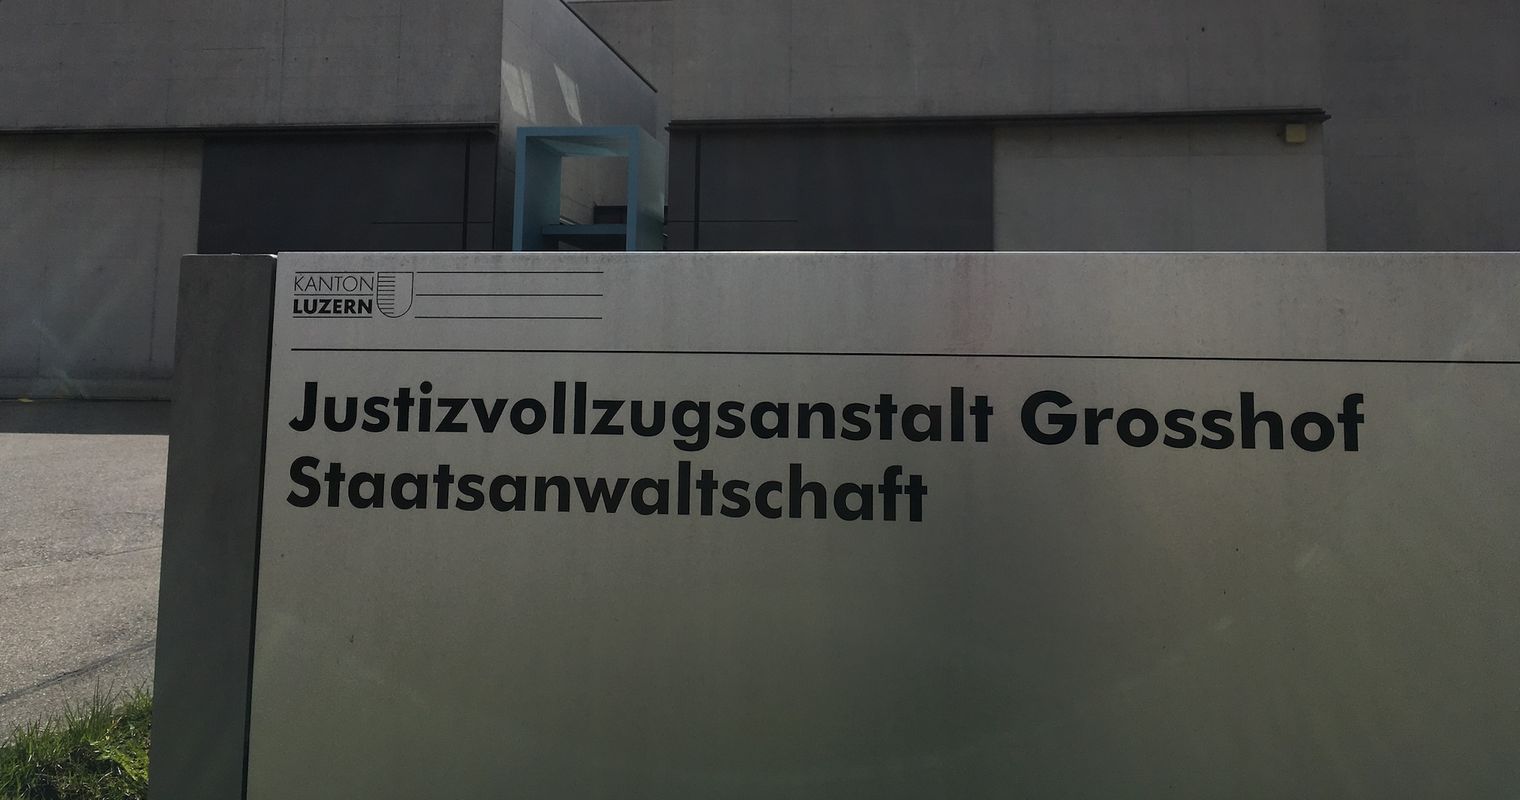 KANTON
LUZERN
Justizvollzugsanstalt Grosshof
Staatsanwaltschaft